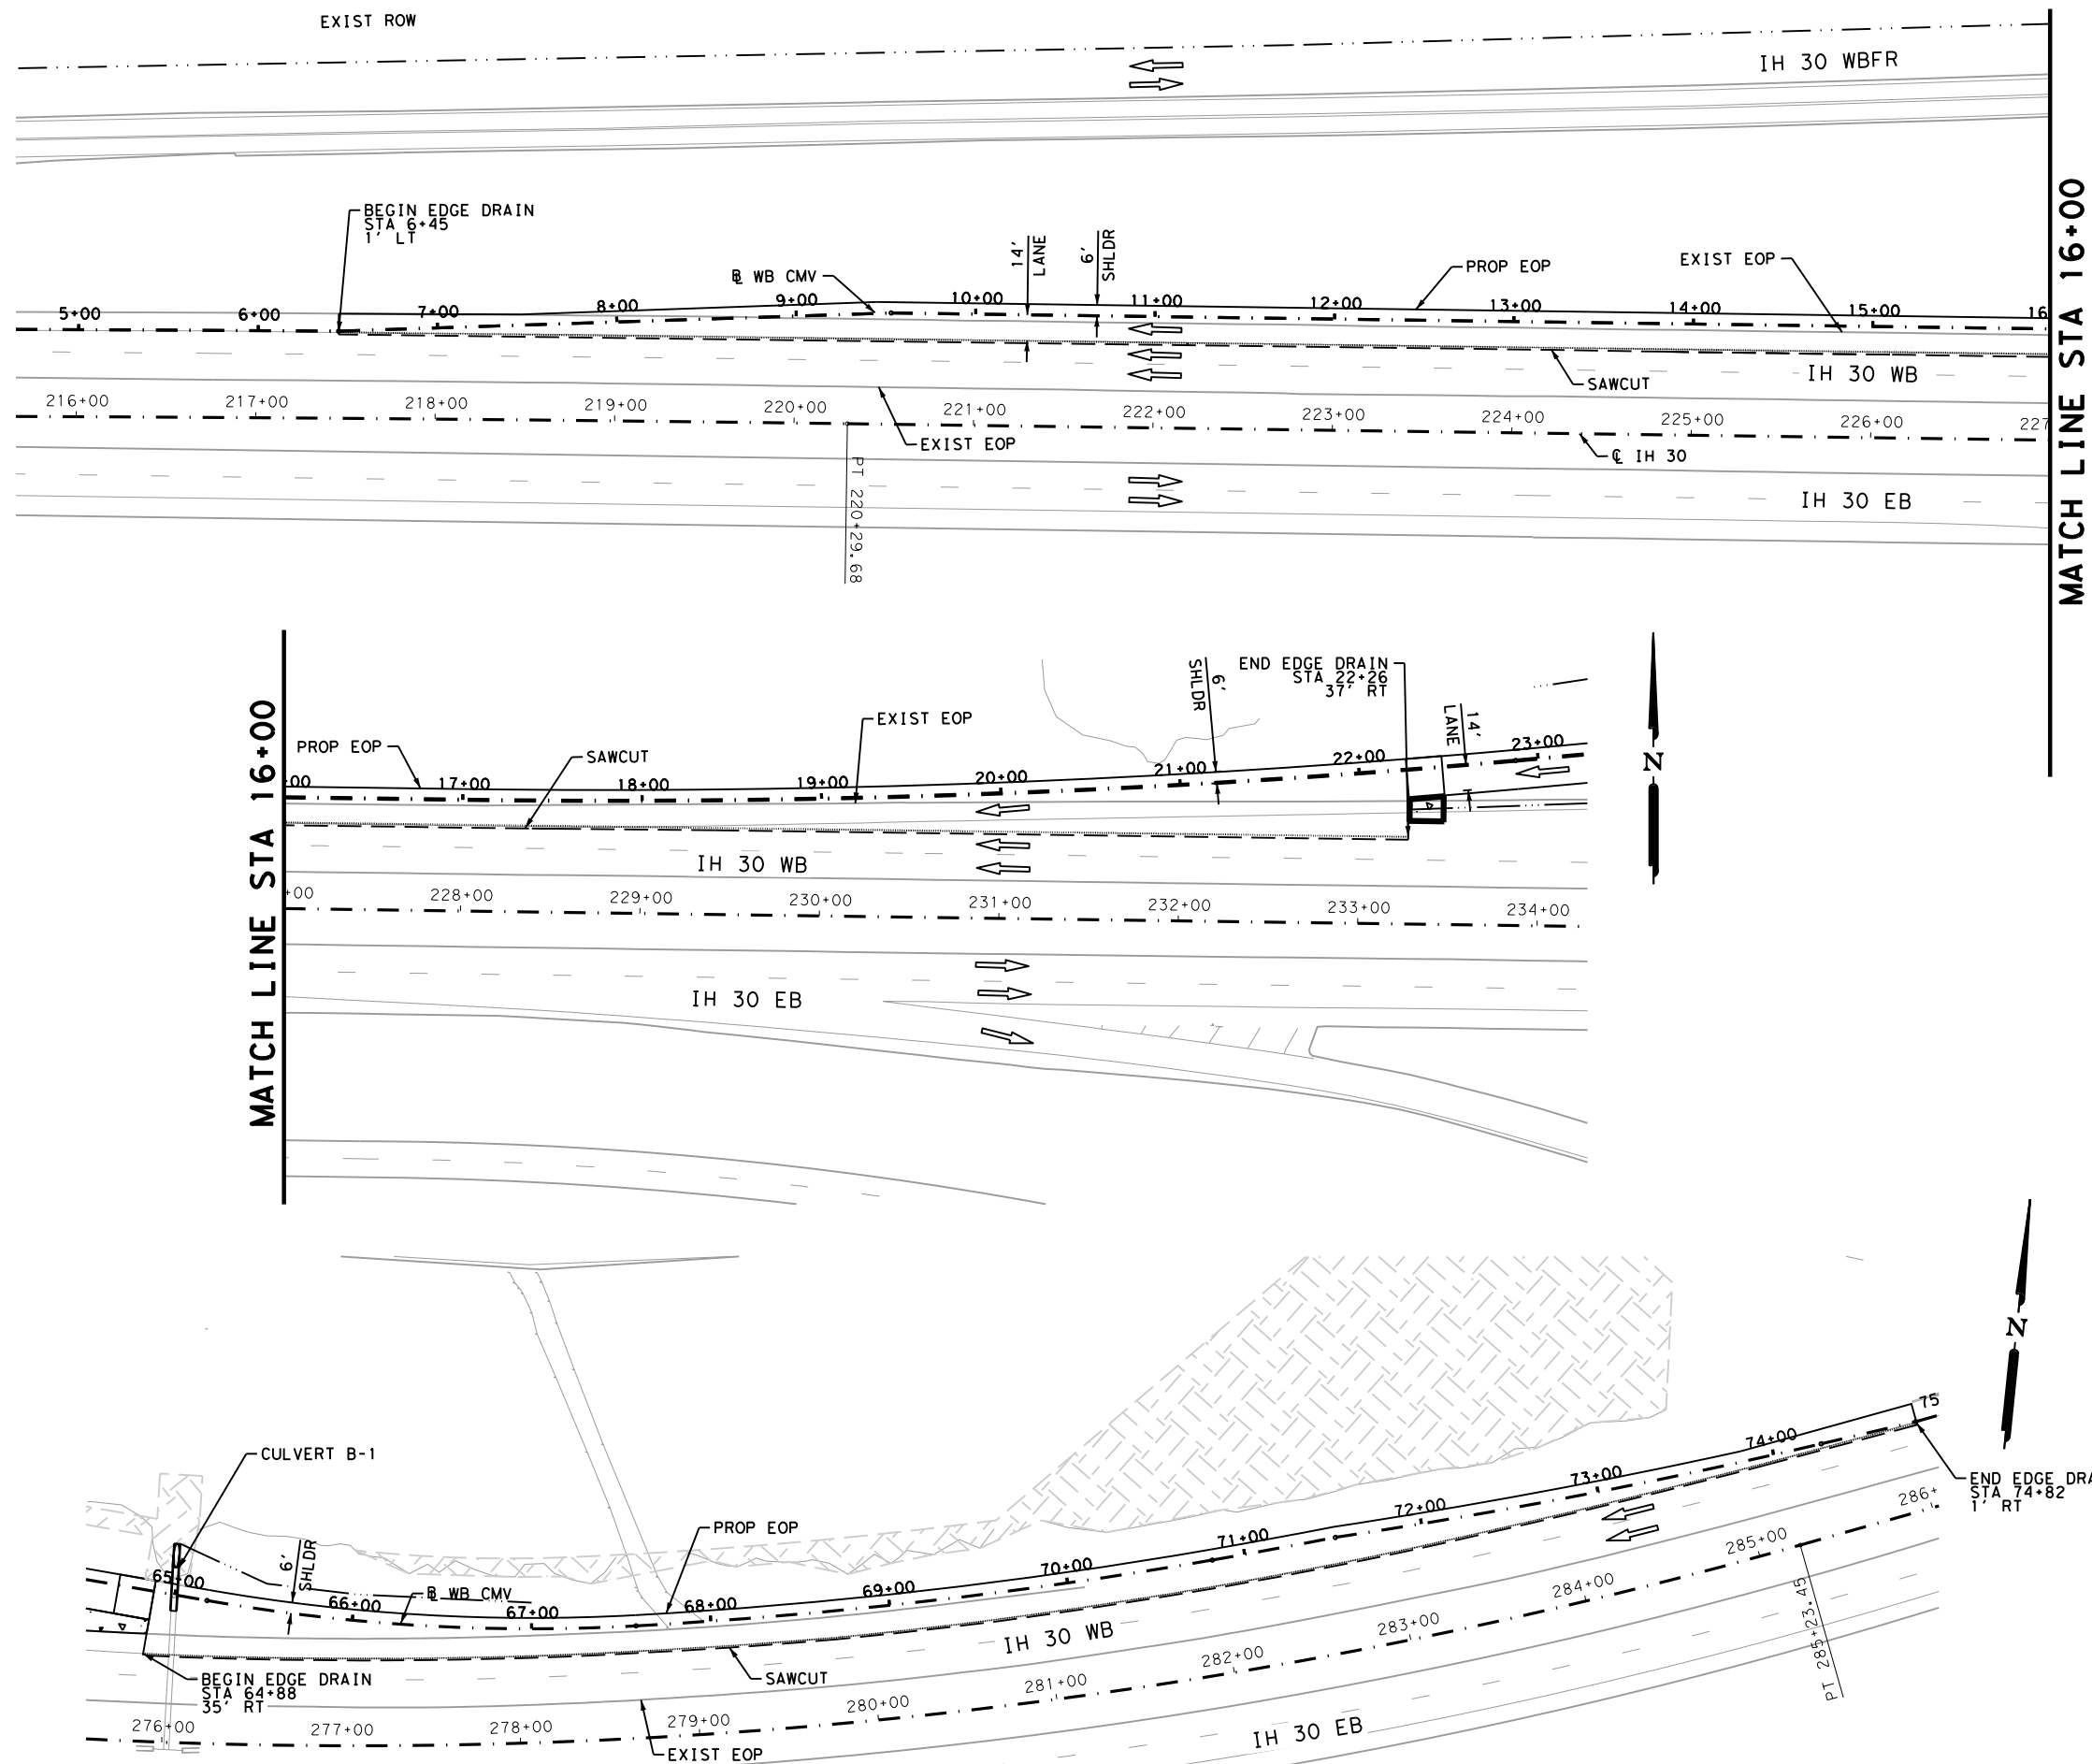 EXIST ROW
IH 30 WBFR
BEGIN EDGE DRAIN
STA 6+45
1' LT
℄ WB CMV
14'
LANE
6'
SHLDR
PROP EOP
EXIST EOP
5+00
6+00
7+00
8+00
9+00
10+00
11+00
12+00
13+00
14+00
15+00
16
SAWCUT
IH 30 WB
216+00
217+00
218+00
219+00
220+00
221+00
222+00
223+00
224+00
225+00
226+00
227
EXIST EOP
℄ IH 30
PT 220+29.68
IH 30 EB
MATCH LINE STA 16+00
MATCH LINE STA 16+00
PROP EOP
SAWCUT
EXIST EOP
6'
SHLDR
END EDGE DRAIN
STA 22+26
37' RT
14'
LANE
N
+00
17+00
18+00
19+00
20+00
21+00
22+00
23+00
IH 30 WB
+00
228+00
229+00
230+00
231+00
232+00
233+00
234+00
IH 30 EB
N
CULVERT B-1
6'
SHLDR
PROP EOP
WB CMV
65+00
66+00
67+00
68+00
69+00
70+00
71+00
72+00
73+00
74+00
75
END EDGE DRA
STA 74+82
1' RT
BEGIN EDGE DRAIN
STA 64+88
35' RT
SAWCUT
IH 30 WB
276+00
277+00
278+00
279+00
280+00
281+00
282+00
283+00
284+00
285+00
286+
EXIST EOP
IH 30 EB
PT 285+23.45